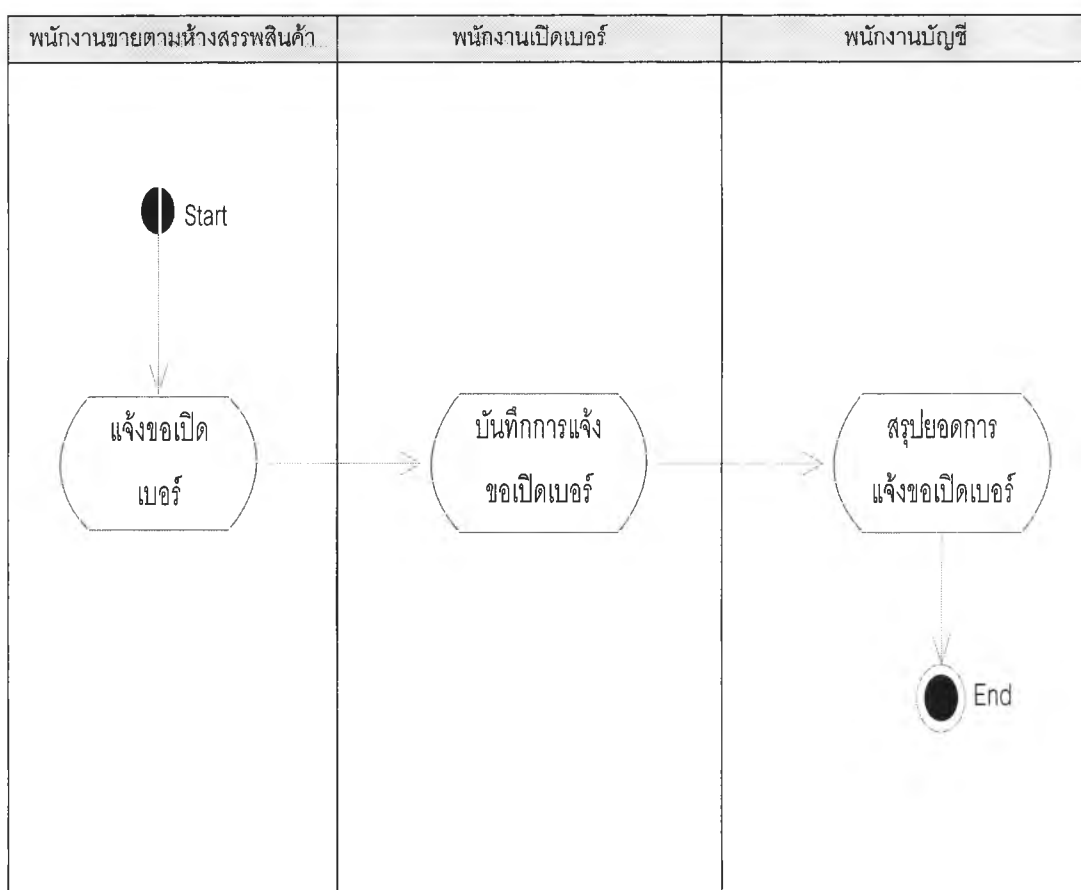 พนักงานขายตามห้างสรรพสินค้า
พนักงานเปิดเบอร์
พนักงานบัญชี
Start
แจ้งขอเปิด
เบอร์
บันทึกการแจ้ง
ขอเปิดเบอร์
สรุปยอดการ
แจ้งขอเปิดเบอร์
End